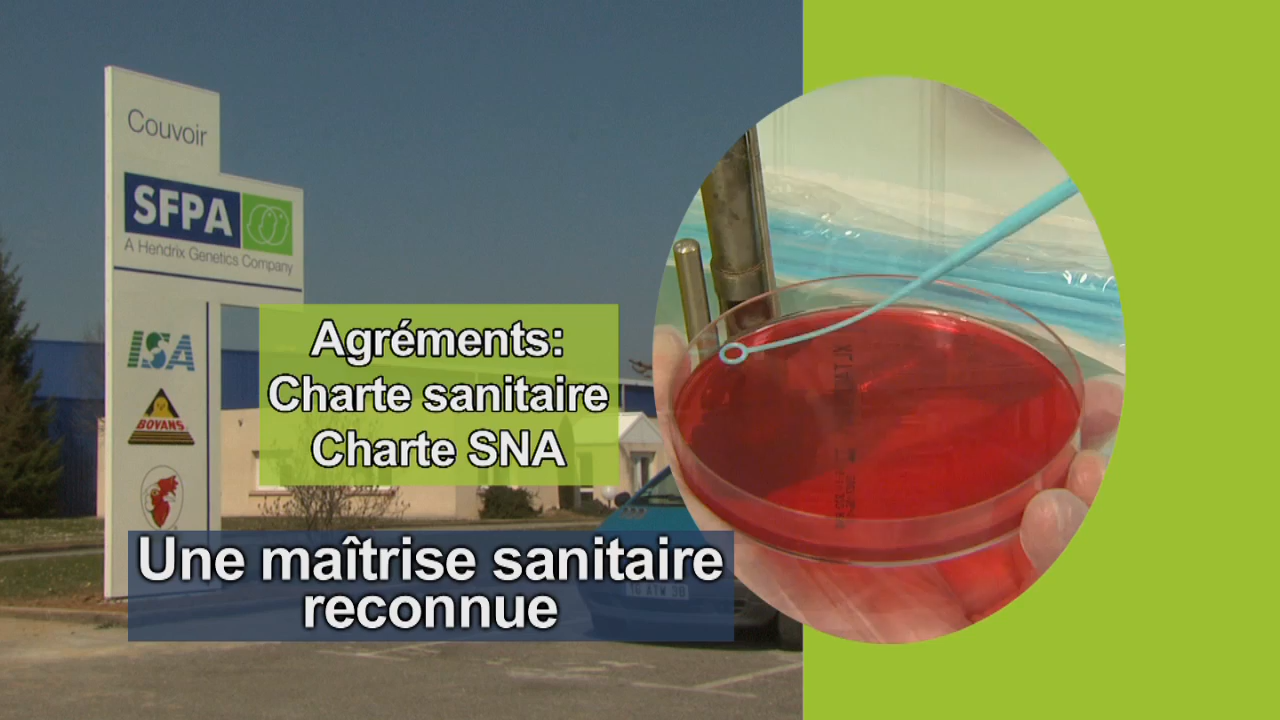 Couvoir
SFPA
A Hendrix Genetics Company
ISA
BOVANS
Agréments:
Charte sanitaire
Charte SNA
Une maîtrise sanitaire
reconnue